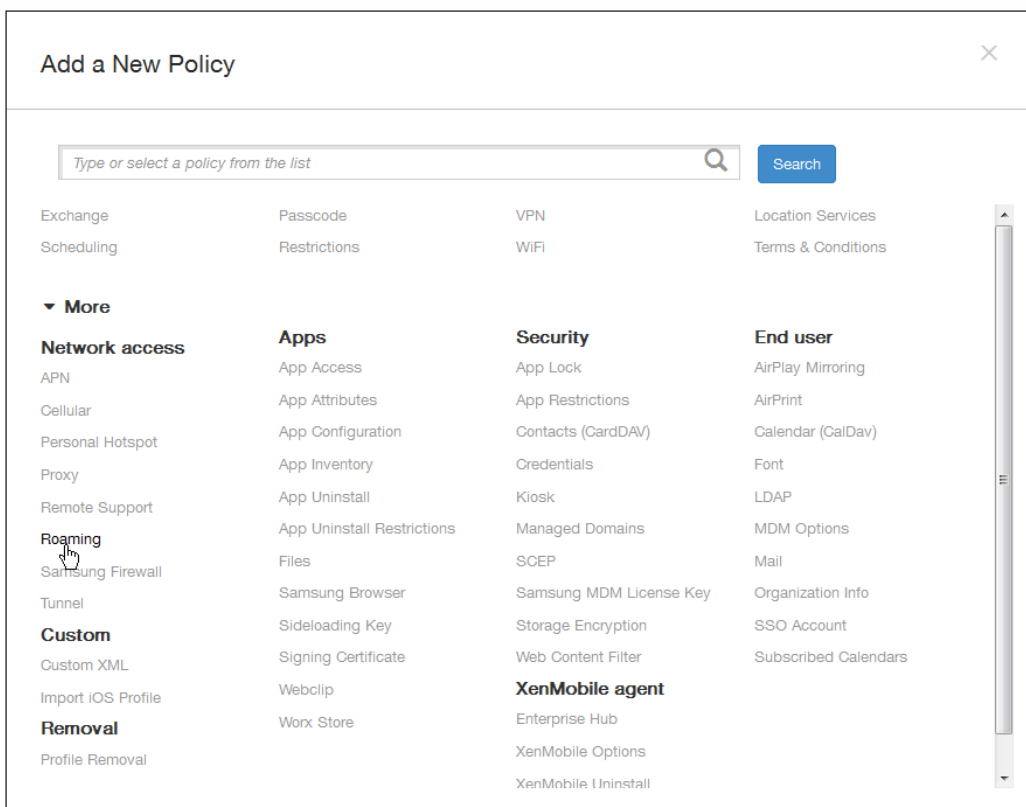 Add a New Policy
Type or select a policy from the list
Search
Exchange
Passcode
VPN
Location Services
Scheduling
Restrictions
WiFi
Terms & Conditions
More
Network access
APN
Cellular
Personal Hotspot
Proxy
Remote Support
Roaming
Samsung Firewall
Tunnel
Custom
Custom XML
Import iOS Profile
Removal
Profile Removal
Apps
App Access
App Attributes
App Configuration
App Inventory
App Uninstall
App Uninstall Restrictions
Files
Samsung Browser
Sideloading Key
Signing Certificate
Webclip
Worx Store
Security
App Lock
App Restrictions
Contacts (CardDAV)
Credentials
Kiosk
Managed Domains
SCEP
Samsung MDM License Key
Storage Encryption
Web Content Filter
XenMobile agent
Enterprise Hub
XenMobile Options
XenMobile Uninstall
End user
AirPlay Mirroring
AirPrint
Calendar (CalDav)
Font
LDAP
MDM Options
Mail
Organization Info
SSO Account
Subscribed Calendars